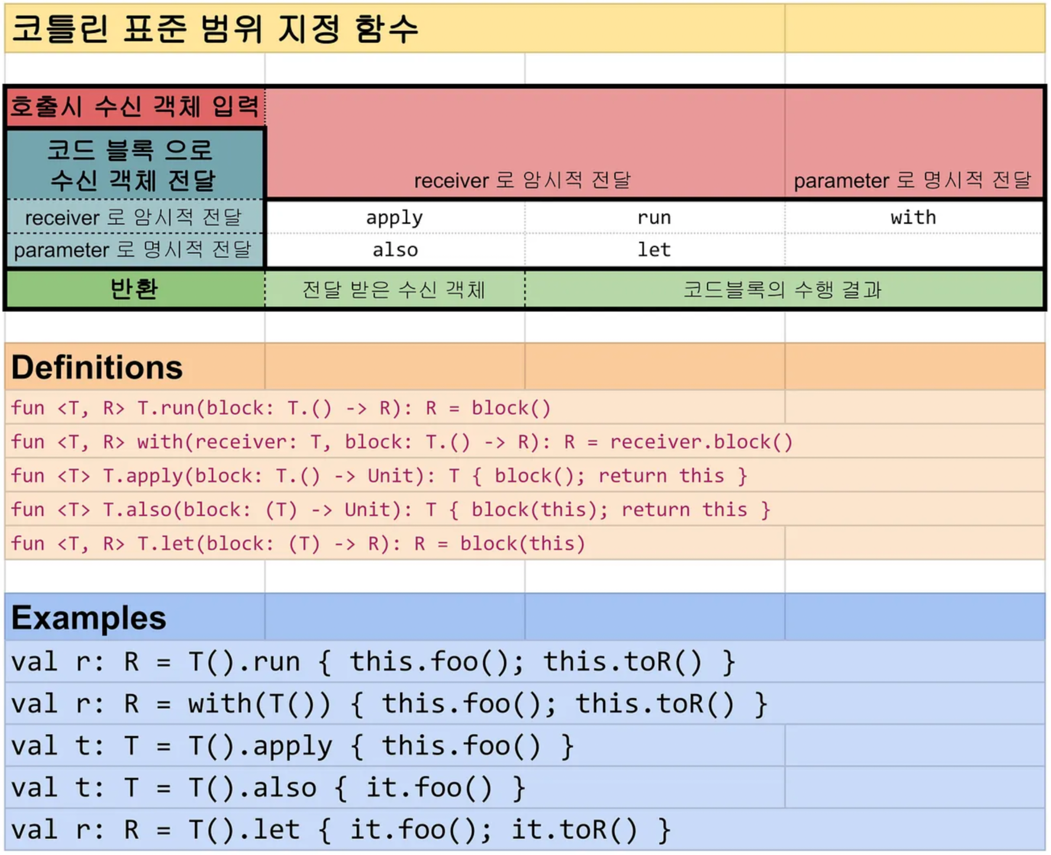 코틀린 표준 범위 지정 함수
호출시 수신 객체 입력
코드 블록 으로
수신 객체 전달
receiver 로 암시적 전달 parameter 로 명시적 전달
receiver 로 암시적 전달 apply run with
parameter 로 명시적 전달 also let
반환 전달 받은 수신 객체 코드블록의 수행 결과
Definitions
fun <T, R> T.run(block: T.() -> R): R = block()
fun <T, R> with(receiver: T, block: T.() -> R): R = receiver.block()
fun <T> T.apply(block: T.() -> Unit): T { block(); return this }
fun <T> T.also(block: (T) -> Unit): T { block(this); return this }
fun <T, R> T.let(block: (T) -> R): R = block(this)
Examples
val r: R = T().run { this.foo(); this.toR() }
val r: R = with(T()) { this.foo(); this.toR() }
val t: T = T().apply { this.foo() }
val t: T = T().also { it.foo() }
val r: R = T().let { it.foo(); it.toR() }